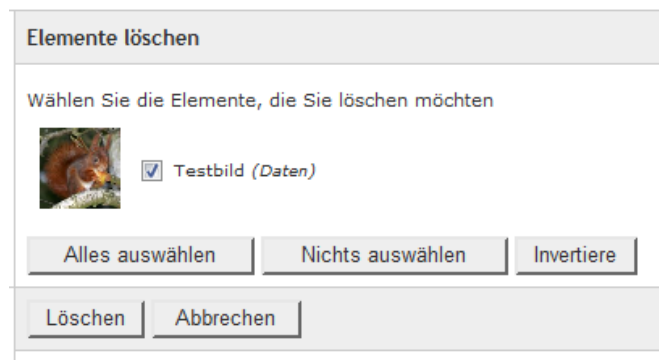 Elemente löschen
Wählen Sie die Elemente, die Sie löschen möchten
Testbild (Daten)
Alles auswählen Nichts auswählen Invertiere
Löschen Abbrechen